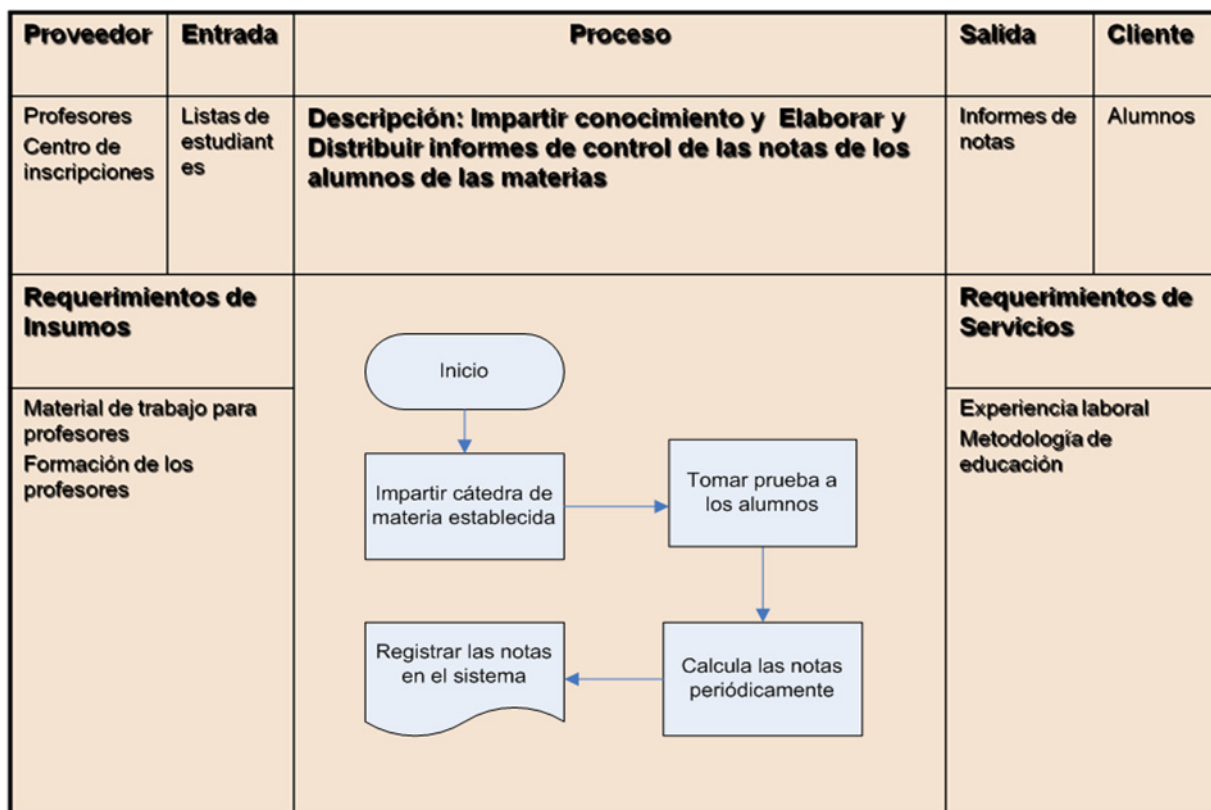 Proveedor
Entrada
Proceso
Salida
Cliente
Profesores
Centro de
inscripciones
Listas de
estudiant
es
Descripción: Impartir conocimiento y Elaborar y
Distribuir informes de control de las notas de los
alumnos de las materias
Informes de
notas
Alumnos
Requerimientos de
Insumos
Requerimientos de
Servicios
Material de trabajo para
profesores
Formación de los
profesores
Inicio
Impartir cátedra de
materia establecida
Tomar prueba a
los alumnos
Calcula las notas
periódicamente
Registrar las notas
en el sistema
Experiencia laboral
Metodología de
educación